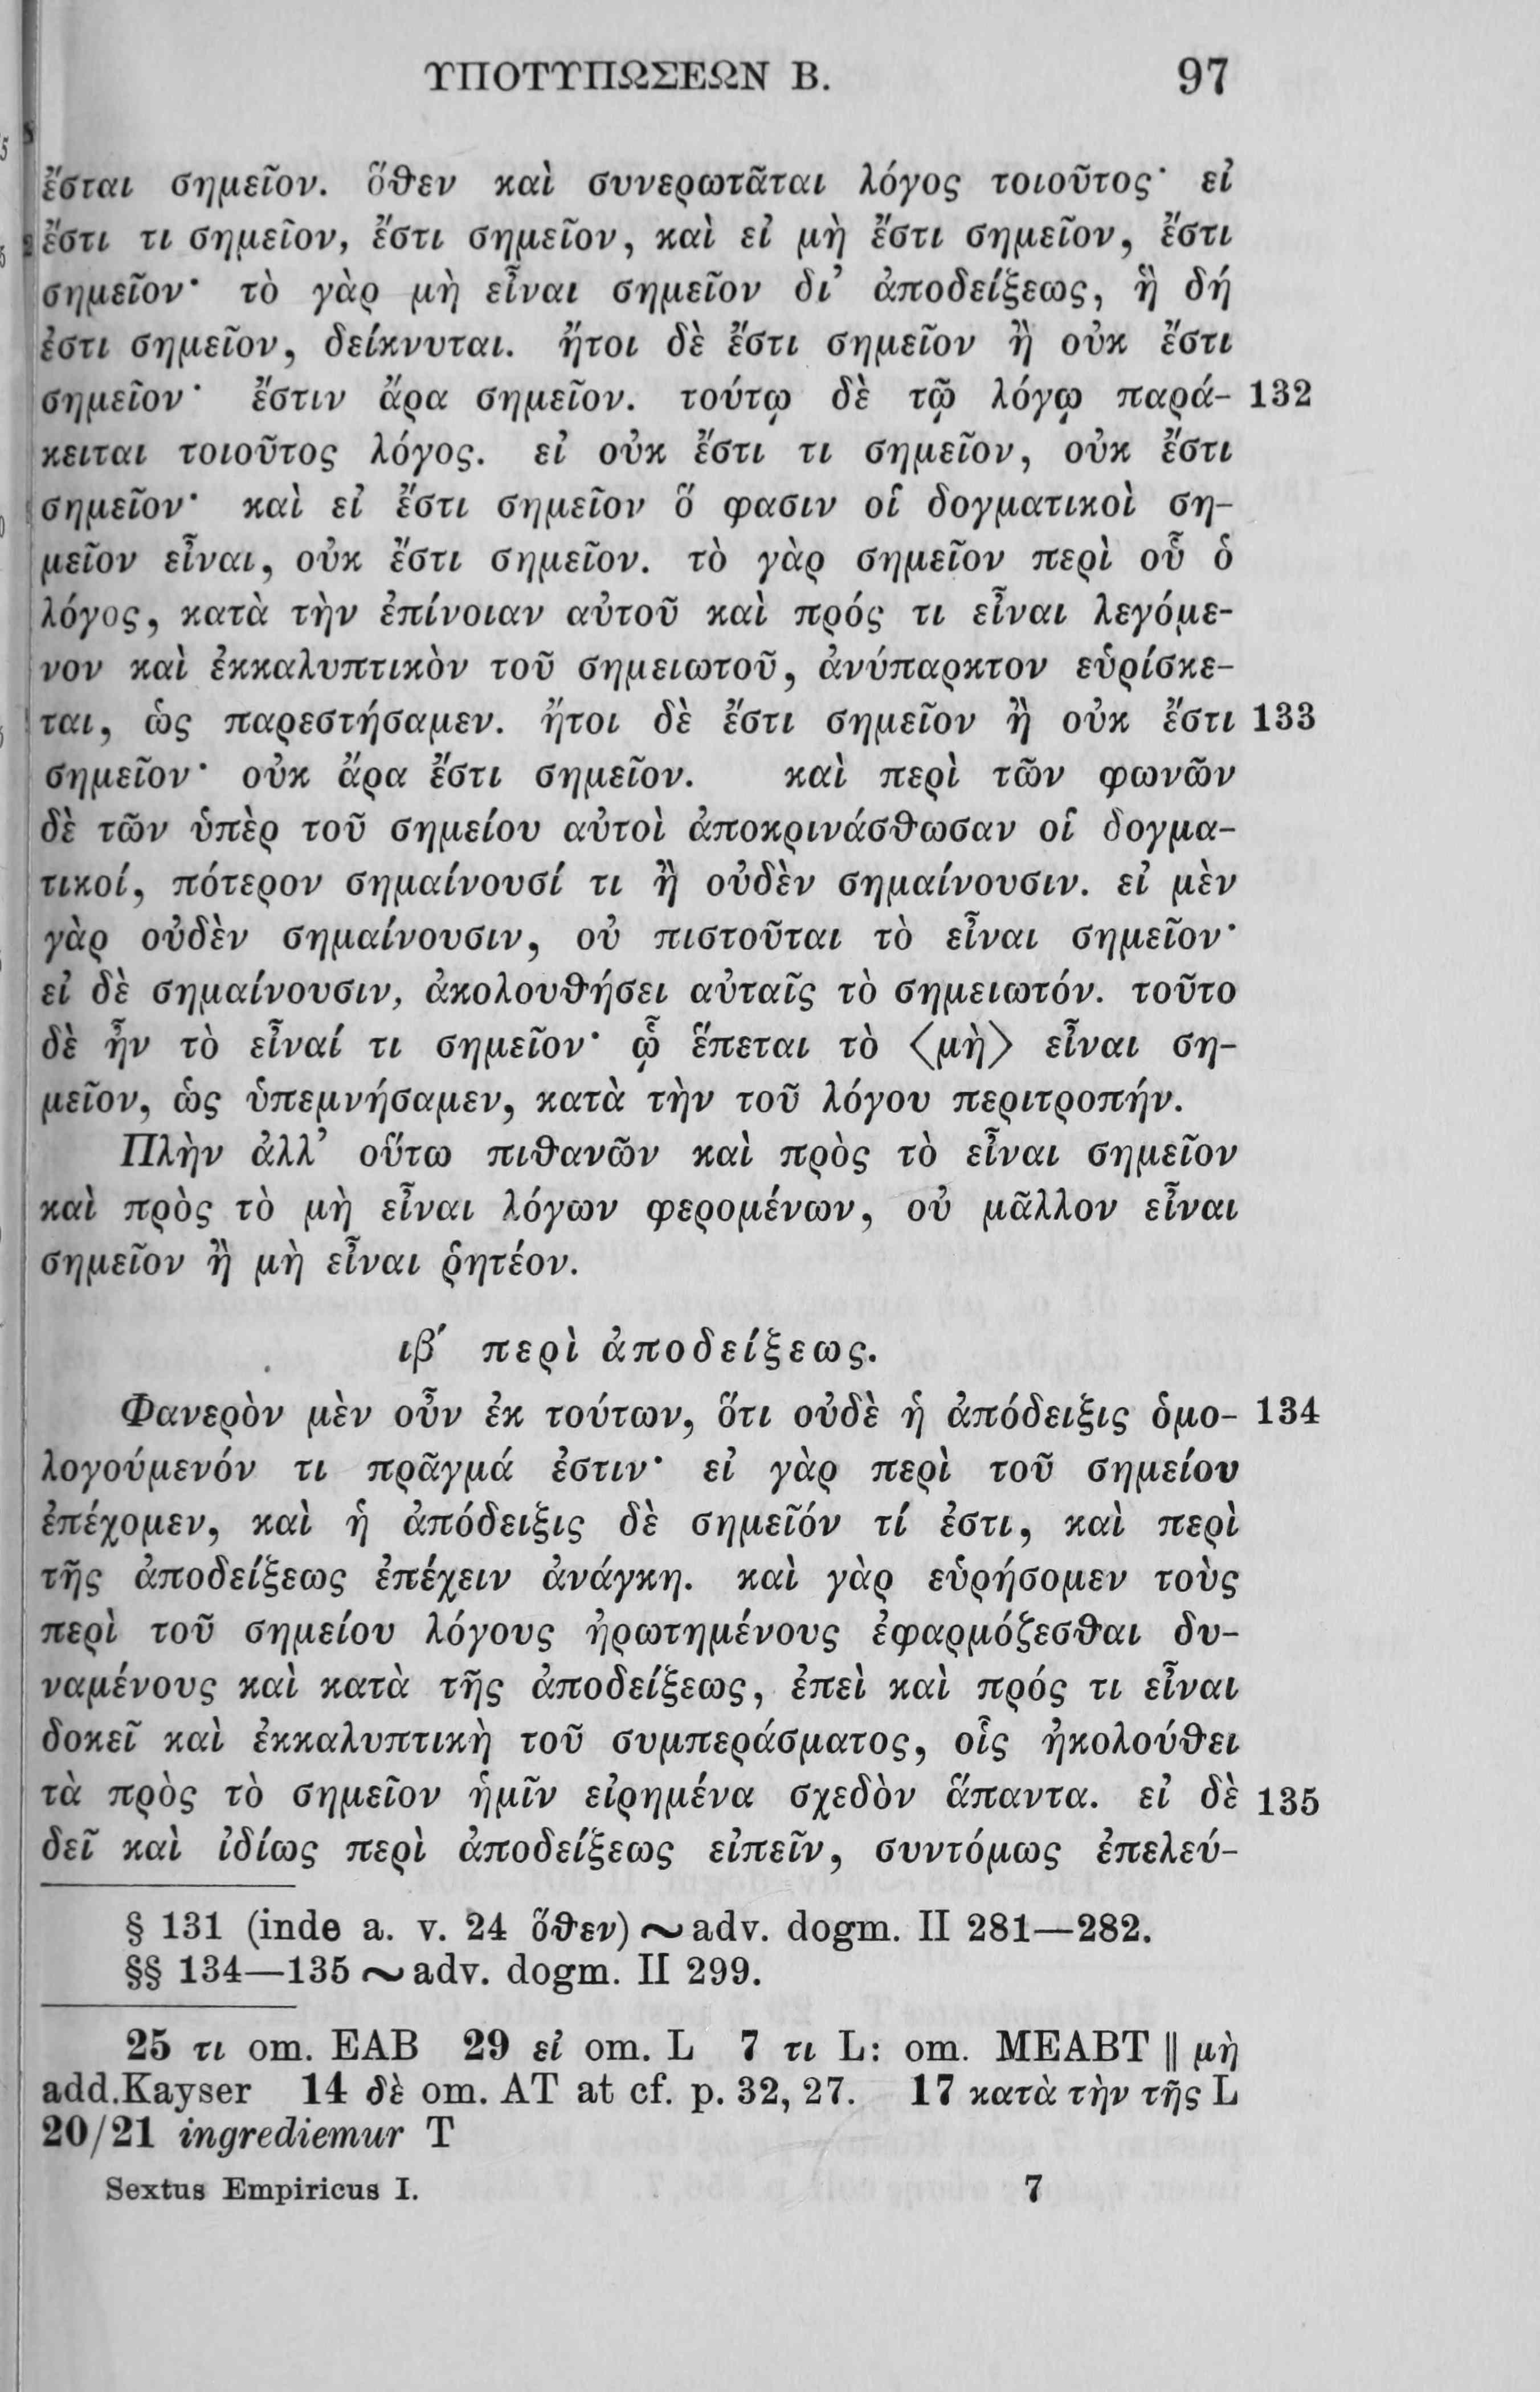 ΥΠΟΤΥΠΩΣΕΩΝ Β. 97
ἔσται σημεῖον. ὅθεν καὶ συνερωτᾶται λόγος τοιοῦτος· εἰ
ἔστι τι σημεῖον, ἔστι σημεῖον, καὶ εἰ μὴ ἔστι σημεῖον, ἔστι
σημεῖον· τὸ γὰρ μὴ εἶναι σημεῖον δι’ ἀποδείξεως, ἣ δή
ἐστι σημεῖον, δείκνυται. ἤτοι δὲ ἔστι σημεῖον ἢ οὐκ ἔστι
σημεῖον· ἔστιν ἄρα σημεῖον. τούτῳ δὲ τῷ λόγῳ παρά- 132
κειται τοιοῦτος λόγος. εἰ οὐκ ἔστι τι σημεῖον, οὐκ ἔστι
σημεῖον· καὶ εἰ ἔστι σημεῖον ὅ φασιν οἱ δογματικοὶ ση-
μεῖον εἶναι, οὐκ ἔστι σημεῖον. τὸ γὰρ σημεῖον περὶ οὗ ὁ
λόγος, κατὰ τὴν ἐπίνοιαν αὐτοῦ καὶ πρός τι εἶναι λεγόμε-
νον καὶ ἐκκαλυπτικὸν τοῦ σημειωτοῦ, ἀνύπαρκτον εὑρίσκε-
ται, ὡς παρεστήσαμεν. ἤτοι δὲ ἔστι σημεῖον ἢ οὐκ ἔστι 133
σημεῖον· οὐκ ἄρα ἔστι σημεῖον. καὶ περὶ τῶν φωνῶν
δὲ τῶν ὑπὲρ τοῦ σημείου αὐτοὶ ἀποκρινάσθωσαν οἱ δογμα-
τικοί, πότερον σημαίνουσί τι ἢ οὐδὲν σημαίνουσιν. εἰ μὲν
γὰρ οὐδὲν σημαίνουσιν, οὐ πιστοῦται τὸ εἶναι σημεῖον·
εἰ δὲ σημαίνουσιν, ἀκολουθήσει αὐταῖς τὸ σημειωτόν. τοῦτο
δὲ ἦν τὸ εἶναί τι σημεῖον· ᾧ ἕπεται τὸ ⟨μὴ⟩ εἶναι ση-
μεῖον, ὡς ὑπεμνήσαμεν, κατὰ τὴν τοῦ λόγου περιτροπήν.
Πλὴν ἀλλ’ οὕτω πιθανῶν καὶ πρὸς τὸ εἶναι σημεῖον
καὶ πρὸς τὸ μὴ εἶναι λόγων φερομένων, οὐ μᾶλλον εἶναι
σημεῖον ἢ μὴ εἶναι ῥητέον.
ιβ′ περὶ ἀποδείξεως.
Φανερὸν μὲν οὖν ἐκ τούτων, ὅτι οὐδὲ ἡ ἀπόδειξις ὁμο- 134
λογούμενόν τι πρᾶγμά ἐστιν· εἰ γὰρ περὶ τοῦ σημείου
ἐπέχομεν, καὶ ἡ ἀπόδειξις δὲ σημεῖόν τί ἐστι, καὶ περὶ
τῆς ἀποδείξεως ἐπέχειν ἀνάγκη. καὶ γὰρ εὑρήσομεν τοὺς
περὶ τοῦ σημείου λόγους ἠρωτημένους ἐφαρμόζεσθαι δυ-
ναμένους καὶ κατὰ τῆς ἀποδείξεως, ἐπεὶ καὶ πρός τι εἶναι
δοκεῖ καὶ ἐκκαλυπτικὴ τοῦ συμπεράσματος, οἷς ἠκολούθει
τὰ πρὸς τὸ σημεῖον ἡμῖν εἰρημένα σχεδὸν ἅπαντα. εἰ δὲ 135
δεῖ καὶ ἰδίως περὶ ἀποδείξεως εἰπεῖν, συντόμως ἐπελεύ-
§ 131 (inde a. v. 24 ὅθεν) ~ adv. dogm. II 281—282.
§§ 134—135 ~ adv. dogm. II 299.
25 τι om. EAB 29 εἰ om. L 7 τι L: om. MEABT ‖ μὴ
add.Kayser 14 δὲ om. AT at cf. p. 32, 27. 17 κατὰ τὴν τῆς L
20/21 ingrediemur T
Sextus Empiricus I. 7